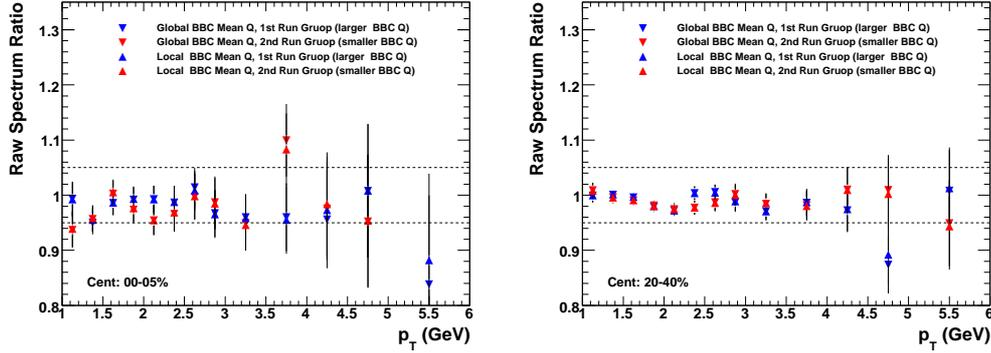 Raw Spectrum Ratio
1.3
1.2
1.1
1
0.9
0.8
Global BBC Mean Q, 1st Run Gruop (larger BBC Q)
Global BBC Mean Q, 2nd Run Gruop (smaller BBC Q)
Local BBC Mean Q, 1st Run Gruop (larger BBC Q)
Local BBC Mean Q, 2nd Run Gruop (smaller BBC Q)
Cent: 00-05%
1 1.5 2 2.5 3 3.5 4 4.5 5 5.5 6
p_T (GeV)
Raw Spectrum Ratio
1.3
1.2
1.1
1
0.9
0.8
Global BBC Mean Q, 1st Run Gruop (larger BBC Q)
Global BBC Mean Q, 2nd Run Gruop (smaller BBC Q)
Local BBC Mean Q, 1st Run Gruop (larger BBC Q)
Local BBC Mean Q, 2nd Run Gruop (smaller BBC Q)
Cent: 20-40%
1 1.5 2 2.5 3 3.5 4 4.5 5 5.5 6
p_T (GeV)